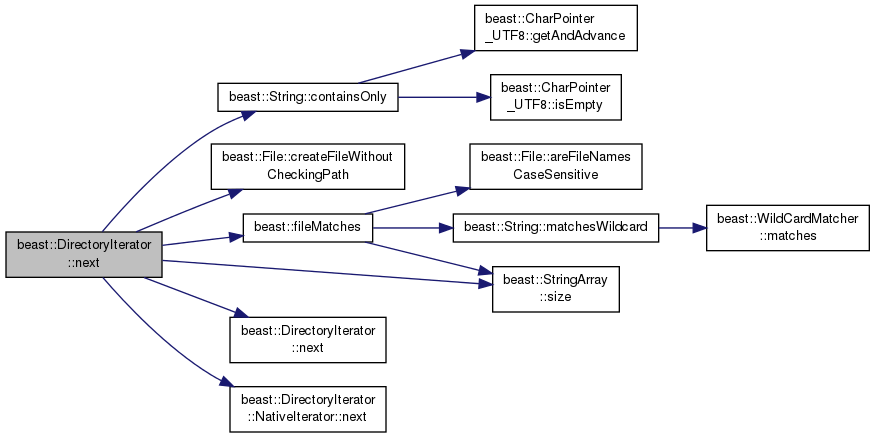 beast::DirectoryIterator
::next
beast::String::containsOnly
beast::CharPointer
_UTF8::getAndAdvance
beast::CharPointer
_UTF8::isEmpty
beast::File::createFileWithout
CheckingPath
beast::fileMatches
beast::File::areFileNames
CaseSensitive
beast::String::matchesWildcard
beast::WildCardMatcher
::matches
beast::StringArray
::size
beast::DirectoryIterator
::next
beast::DirectoryIterator
::NativeIterator::next